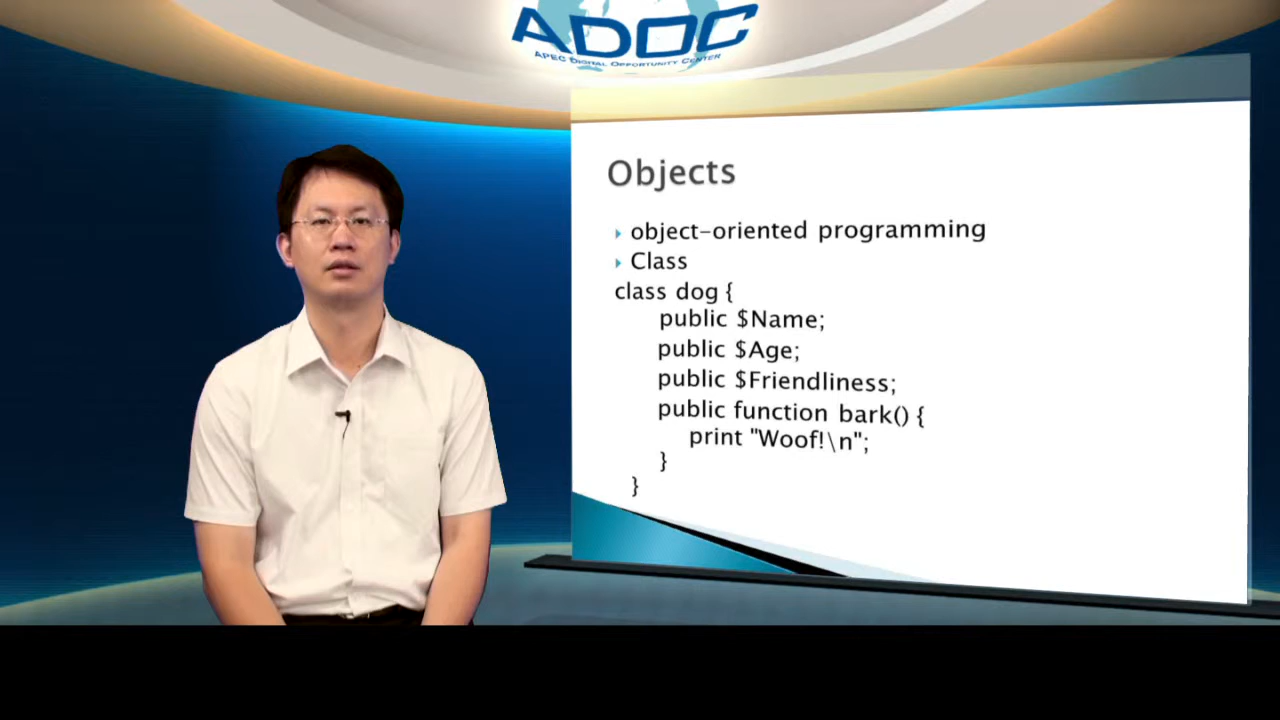 ADOC
APEC DIGITAL OPPORTUNITY CENTER
Objects
object-oriented programming
Class
class dog {
public $Name;
public $Age;
public $Friendliness;
public function bark() {
print "Woof!\n";
}
}